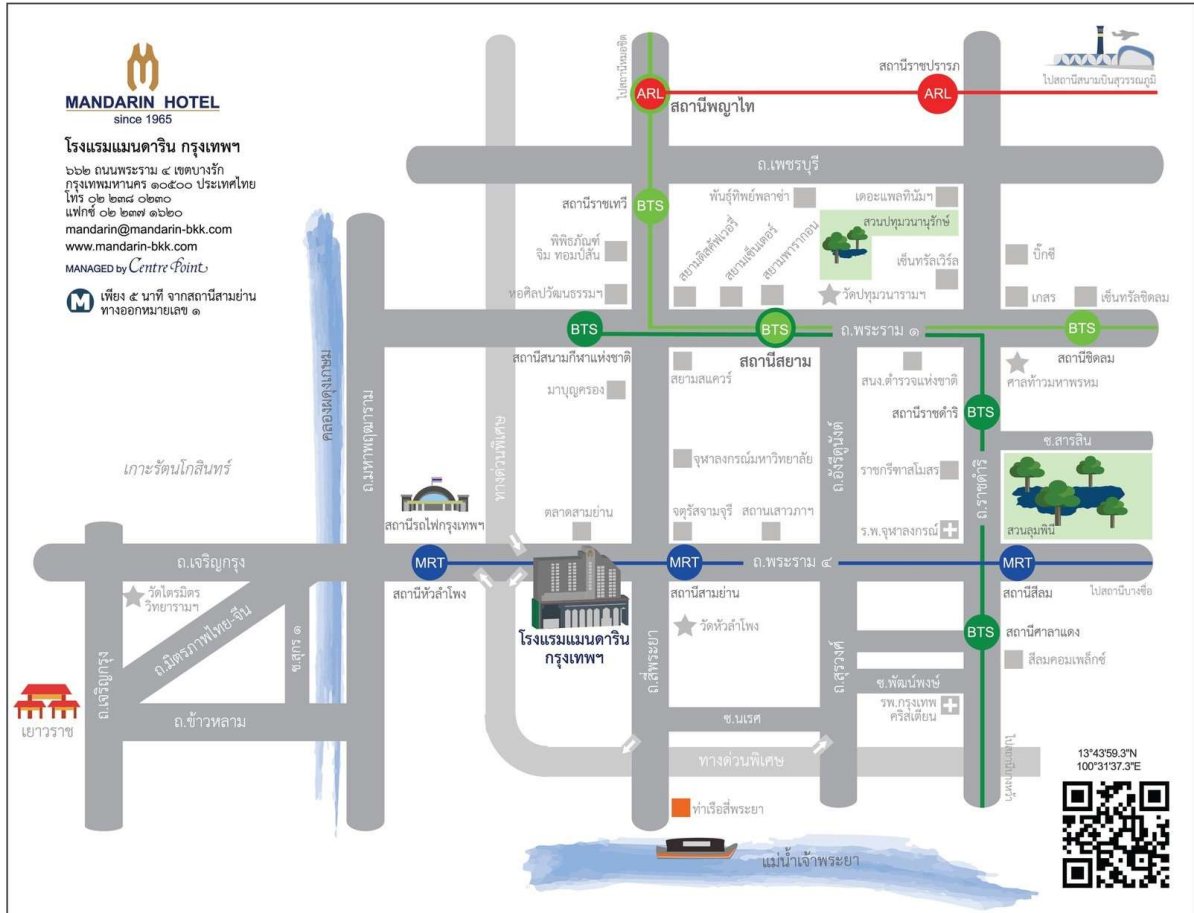 MANDARIN HOTEL
since 1965
โรงแรมแมนดาริน กรุงเทพฯ
๖๖๒ ถนนพระราม ๔ เขตบางรัก
กรุงเทพมหานคร ๑๐๕๐๐ ประเทศไทย
โทร ๐๒ ๒๓๘ ๐๒๓๐
แฟกซ์ ๐๒ ๒๓๗ ๑๖๒๐
mandarin@mandarin-bkk.com
www.mandarin-bkk.com
MANAGED by Centre Point
M เพียง ๕ นาที จากสถานีสามย่าน
ทางออกหมายเลข ๑
ไปสถานีหมอชิต
ARL
สถานีพญาไท
สถานีราชปรารภ
ARL
ไปสถานีสนามบินสุวรรณภูมิ
ถ.เพชรบุรี
สถานีราชเทวี
BTS
พันธุ์ทิพย์พลาซ่า
เดอะแพลทินัมฯ
สวนปทุมวนานุรักษ์
พิพิธภัณฑ์
จิม ทอมป์สัน
สยามดิสคัฟเวอรี่
สยามเซ็นเตอร์
สยามพารากอน
เซ็นทรัลเวิร์ล
บิ๊กซี
หอศิลปวัฒนธรรมฯ
วัดปทุมวนารามฯ
เกสร
เซ็นทรัลชิดลม
BTS
BTS
ถ.พระราม ๑
BTS
สถานีสนามกีฬาแห่งชาติ
สถานีสยาม
สถานีชิดลม
สยามสแควร์
สนง.ตำรวจแห่งชาติ
ศาลท้าวมหาพรหม
มาบุญครอง
สถานีราชดำริ
BTS
คลองผดุงเกษม
ถ.มหาพฤฒาราม
ทางด่วนพิเศษ
ถ.อังรีดูนังต์
ถ.ราชดำริ
ซ.สารสิน
เกาะรัตนโกสินทร์
จุฬาลงกรณ์มหาวิทยาลัย
ราชกรีฑาสโมสร
สถานีรถไฟกรุงเทพฯ
ตลาดสามย่าน
จตุรัสจามจุรี
สถานเสาวภาฯ
ร.พ.จุฬาลงกรณ์
สวนลุมพินี
ถ.เจริญกรุง
MRT
MRT
ถ.พระราม ๔
MRT
สถานีหัวลำโพง
สถานีสามย่าน
สถานีสีลม
ไปสถานีบางซื่อ
วัดไตรมิตร
วิทยารามฯ
ถ.มิตรภาพไทย-จีน
ซ.สุกร ๑
โรงแรมแมนดาริน
กรุงเทพฯ
วัดหัวลำโพง
BTS
สถานีศาลาแดง
สีลมคอมเพล็กซ์
ถ.เจริญกรุง
ถ.สี่พระยา
ถ.สุรวงศ์
ซ.พัฒน์พงษ์
รพ.กรุงเทพ
คริสเตียน
เยาวราช
ถ.ข้าวหลาม
ซ.นเรศ
ทางด่วนพิเศษ
ไปสถานีบางหว้า
13°43'59.3"N
100°31'37.3"E
ท่าเรือสี่พระยา
แม่น้ำเจ้าพระยา